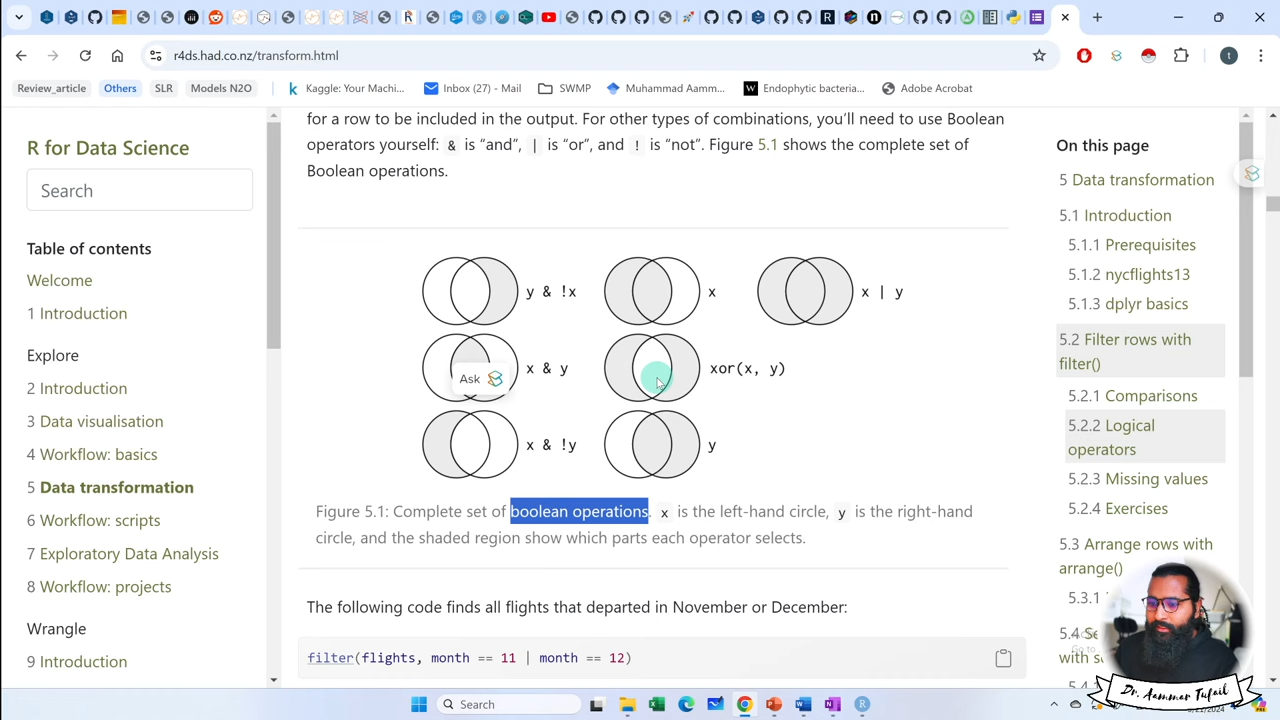 r4ds.had.co.nz/transform.html
Review_article
Others
SLR
Models N2O
Kaggle: Your Machi...
Inbox (27) - Mail
SWMP
Muhammad Aamm...
Endophytic bacteria...
Adobe Acrobat
R for Data Science
Search
Table of contents
Welcome
1 Introduction
Explore
2 Introduction
3 Data visualisation
4 Workflow: basics
5 Data transformation
6 Workflow: scripts
7 Exploratory Data Analysis
8 Workflow: projects
Wrangle
9 Introduction
for a row to be included in the output. For other types of combinations, you’ll need to use Boolean
operators yourself: & is “and”, | is “or”, and ! is “not”. Figure 5.1 shows the complete set of
Boolean operations.
y & !x
x
x | y
x & y
Ask
xor(x, y)
x & !y
y
Figure 5.1: Complete set of boolean operations. x is the left-hand circle, y is the right-hand
circle, and the shaded region show which parts each operator selects.
The following code finds all flights that departed in November or December:
filter(flights, month == 11 | month == 12)
On this page
5 Data transformation
5.1 Introduction
5.1.1 Prerequisites
5.1.2 nycflights13
5.1.3 dplyr basics
5.2 Filter rows with
filter()
5.2.1 Comparisons
5.2.2 Logical
operators
5.2.3 Missing values
5.2.4 Exercises
5.3 Arrange rows with
arrange()
5.3.1
5.4 Se
with s
Dr. Aammar Tufail
Search